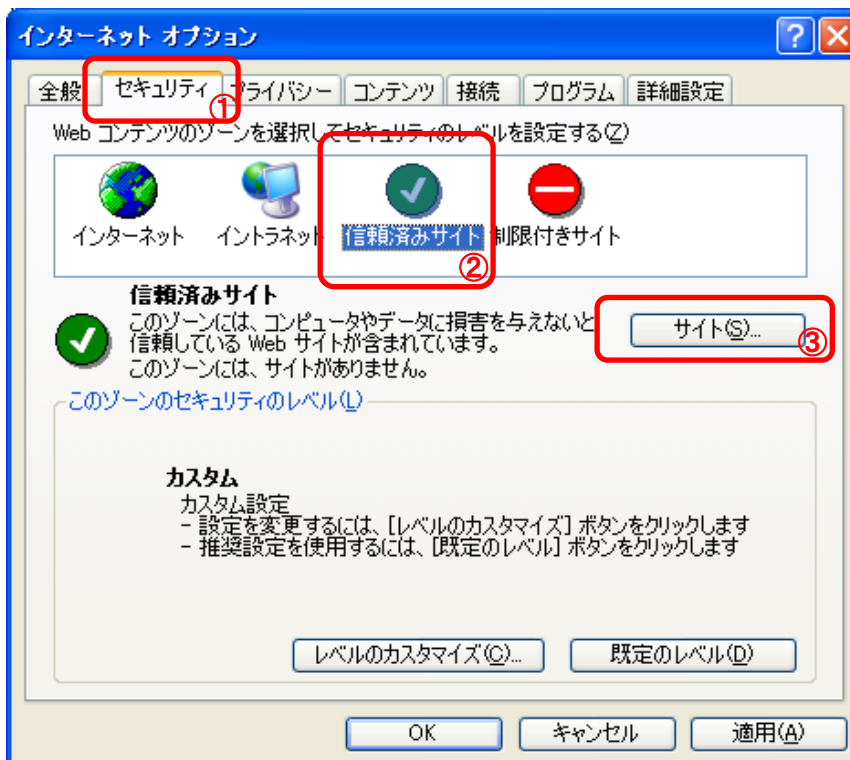 インターネット オプション
全般 セキュリティ プライバシー コンテンツ 接続 プログラム 詳細設定
①
Web コンテンツのゾーンを選択してセキュリティのレベルを設定する(Z)
インターネット イントラネット 信頼済みサイト 制限付きサイト
②
信頼済みサイト
このゾーンには、コンピュータやデータに損害を与えないと
信頼している Web サイトが含まれています。
このゾーンには、サイトがありません。
サイト(S)...
③
このゾーンのセキュリティのレベル(L)
カスタム
カスタム設定
- 設定を変更するには、[レベルのカスタマイズ] ボタンをクリックします
- 推奨設定を使用するには、[既定のレベル] ボタンをクリックします
レベルのカスタマイズ(C)... 既定のレベル(D)
OK キャンセル 適用(A)